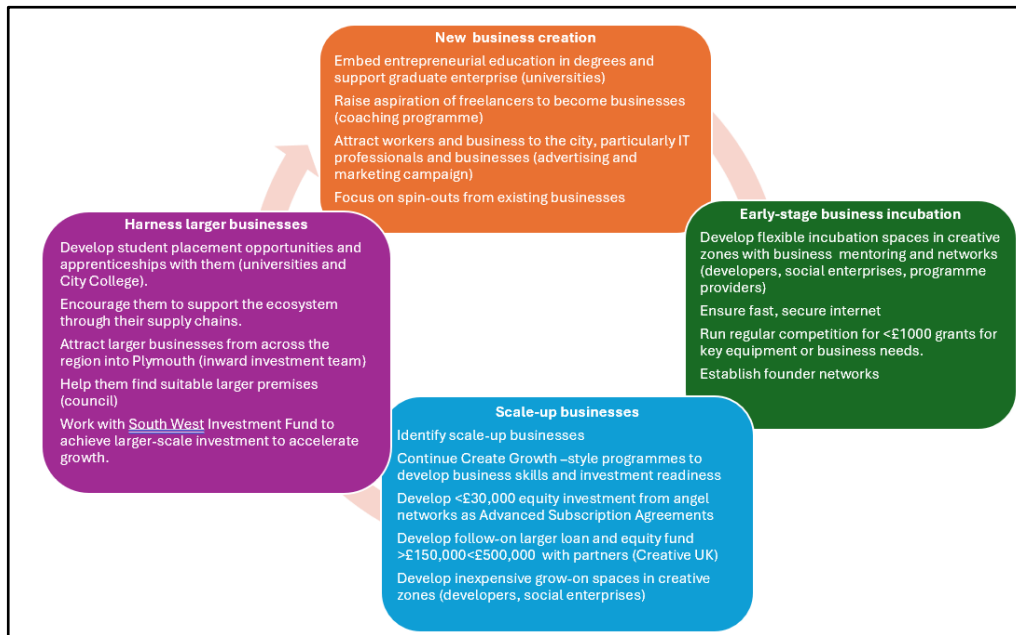 New  business creation
Embed entrepreneurial education in degrees and
support graduate enterprise (universities)
Raise aspiration of freelancers to become businesses
(coaching programme)
Attract workers and business to the city, particularly IT
professionals and businesses (advertising and
marketing campaign)
Focus on spin-outs from existing businesses
Early-stage business incubation
Develop flexible incubation spaces in creative
zones with business  mentoring and networks
(developers, social enterprises, programme
providers)
Ensure fast, secure internet
Run regular competition for <£1000 grants for
key equipment or business needs.
Establish founder networks
Scale-up businesses
Identify scale-up businesses
Continue Create Growth –style programmes to
develop business skills and investment readiness
Develop <£30,000 equity investment from angel
networks as Advanced Subscription Agreements
Develop follow-on larger loan and equity fund
>£150,000<£500,000  with partners (Creative UK)
Develop inexpensive grow-on spaces in creative
zones (developers, social enterprises)
Harness larger businesses
Develop student placement opportunities and
apprenticeships with them (universities and
City College).
Encourage them to support the ecosystem
through their supply chains.
Attract larger businesses from across the
region into Plymouth (inward investment team)
Help them find suitable larger premises
(council)
Work with South West Investment Fund to
achieve larger-scale investment to accelerate
growth.